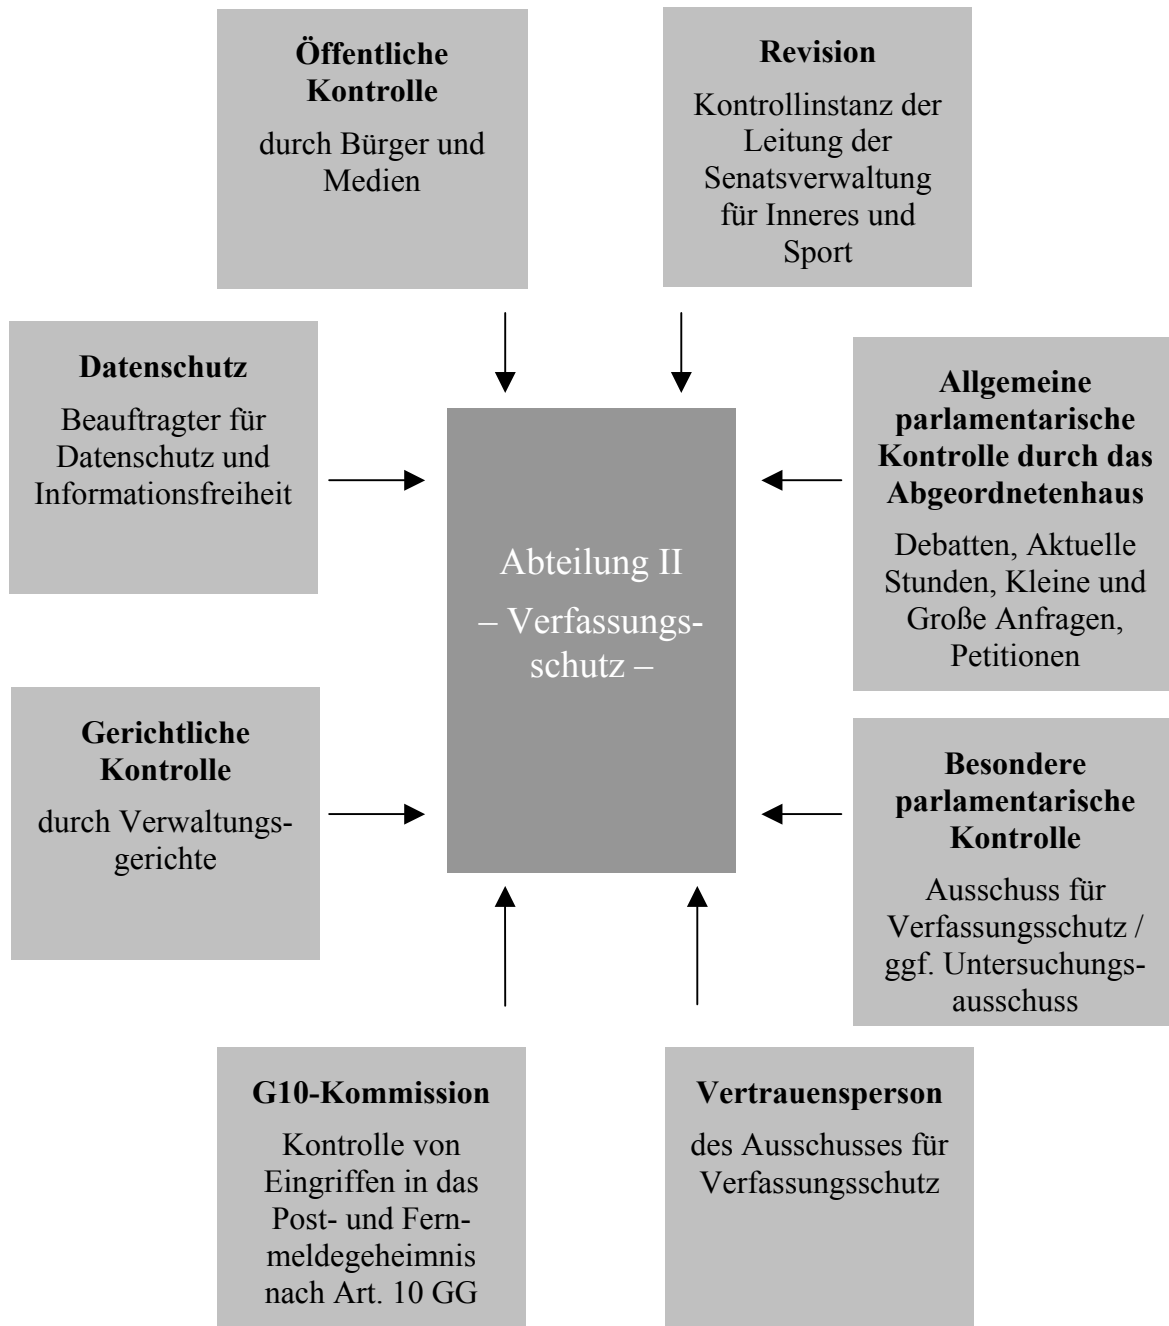 Öffentliche
Kontrolle
durch Bürger und
Medien
Revision
Kontrollinstanz der
Leitung der
Senatsverwaltung
für Inneres und
Sport
Datenschutz
Beauftragter für
Datenschutz und
Informationsfreiheit
Allgemeine
parlamentarische
Kontrolle durch das
Abgeordnetenhaus
Debatten, Aktuelle
Stunden, Kleine und
Große Anfragen,
Petitionen
Abteilung II
– Verfassungs-
schutz –
Gerichtliche
Kontrolle
durch Verwaltungs-
gerichte
Besondere
parlamentarische
Kontrolle
Ausschuss für
Verfassungsschutz /
ggf. Untersuchungs-
ausschuss
G10-Kommission
Kontrolle von
Eingriffen in das
Post- und Fern-
meldegeheimnis
nach Art. 10 GG
Vertrauensperson
des Ausschusses für
Verfassungsschutz